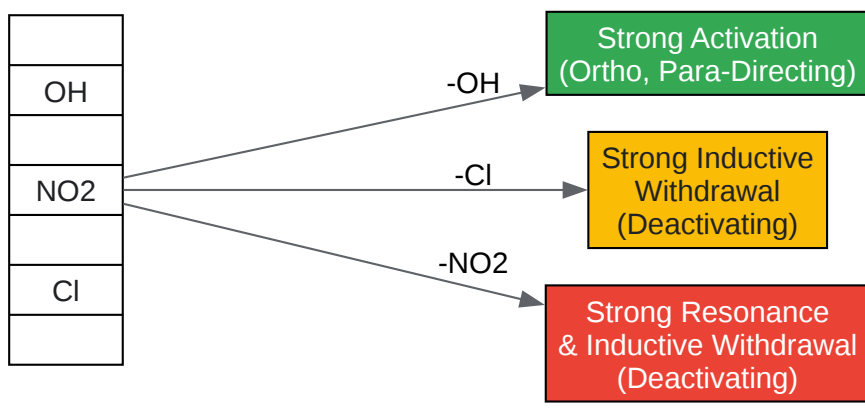 OH
NO2
Cl
-OH
-Cl
-NO2
Strong Activation
(Ortho, Para-Directing)
Strong Inductive
Withdrawal
(Deactivating)
Strong Resonance
& Inductive Withdrawal
(Deactivating)